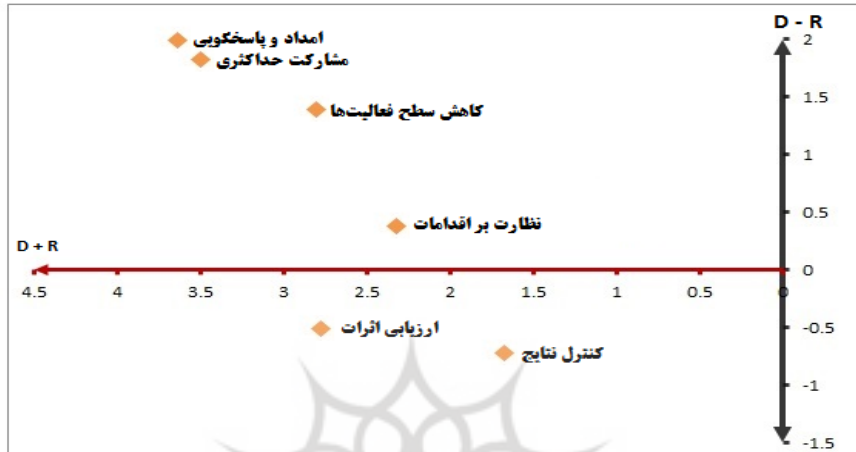 D - R
2
امداد و پاسخگویی
مشارکت حداکثری
1.5
کاهش سطح فعالیت‌ها
1
0.5
نظارت بر اقدامات
D + R
0
4.5 4 3.5 3 2.5 2 1.5 1 0.5 0
ارزیابی اثرات
-0.5
کنترل نتایج
-1
-1.5